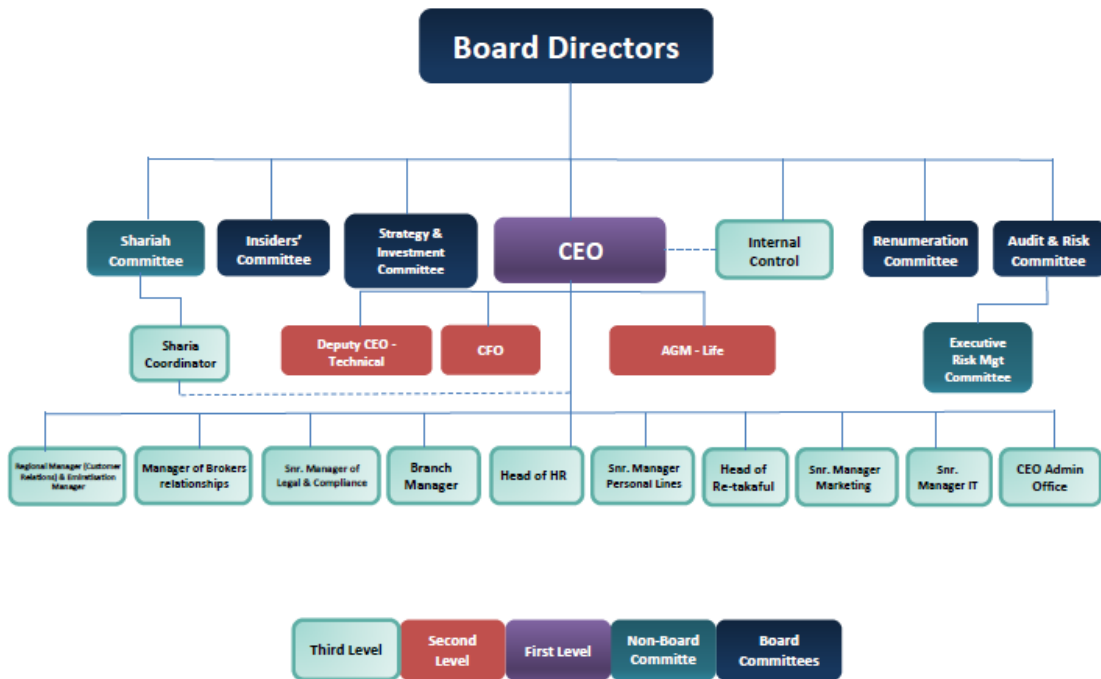 Board Directors
Shariah
Committee
Insiders'
Committee
Strategy &
Investment
Committee
CEO
Internal
Control
Renumeration
Committee
Audit & Risk
Committee
Sharia
Coordinator
Deputy CEO -
Technical
CFO
AGM - Life
Executive
Risk Mgt
Committee
Regional Manager (Customer
Relations) & Emiratisation
Manager
Manager of Brokers
relationships
Snr. Manager of
Legal & Compliance
Branch
Manager
Head of HR
Snr. Manager
Personal Lines
Head of
Re-takaful
Snr. Manager
Marketing
Snr.
Manager IT
CEO Admin
Office
Third Level
Second
Level
First Level
Non-Board
Committe
Board
Committees